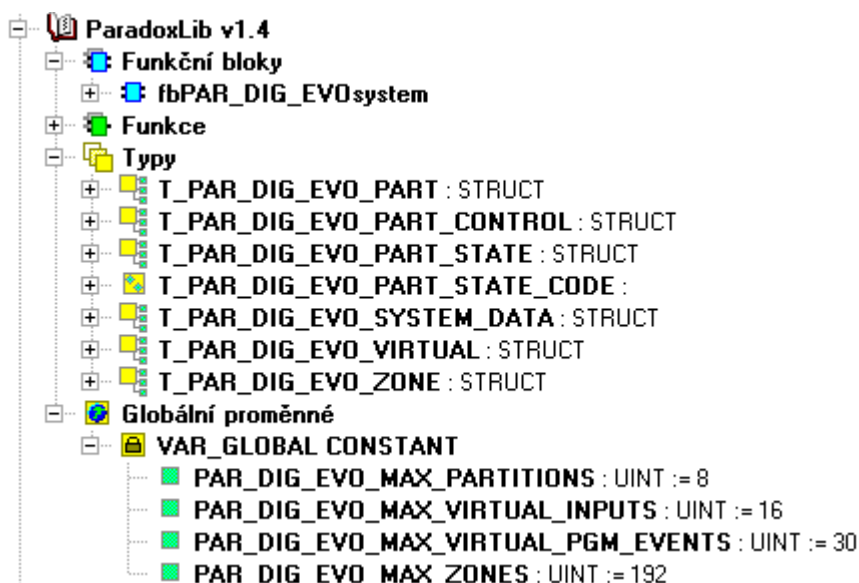 ParadoxLib v1.4
Funkční bloky
fbPAR_DIG_EVOsystem
Funkce
Typy
T_PAR_DIG_EVO_PART : STRUCT
T_PAR_DIG_EVO_PART_CONTROL : STRUCT
T_PAR_DIG_EVO_PART_STATE : STRUCT
T_PAR_DIG_EVO_PART_STATE_CODE :
T_PAR_DIG_EVO_SYSTEM_DATA : STRUCT
T_PAR_DIG_EVO_VIRTUAL : STRUCT
T_PAR_DIG_EVO_ZONE : STRUCT
Globální proměnné
VAR_GLOBAL CONSTANT
PAR_DIG_EVO_MAX_PARTITIONS : UINT := 8
PAR_DIG_EVO_MAX_VIRTUAL_INPUTS : UINT := 16
PAR_DIG_EVO_MAX_VIRTUAL_PGM_EVENTS : UINT := 30
PAR_DIG_EVO_MAX_ZONES : UINT := 192